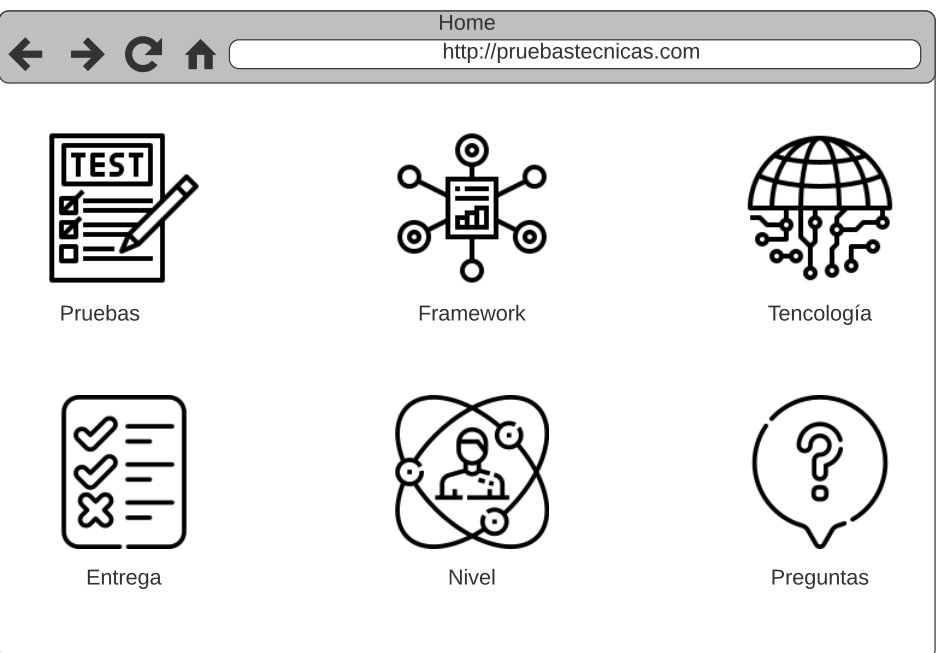 Home
http://pruebastecnicas.com
TEST
Pruebas
Framework
Tencología
Entrega
Nivel
Preguntas